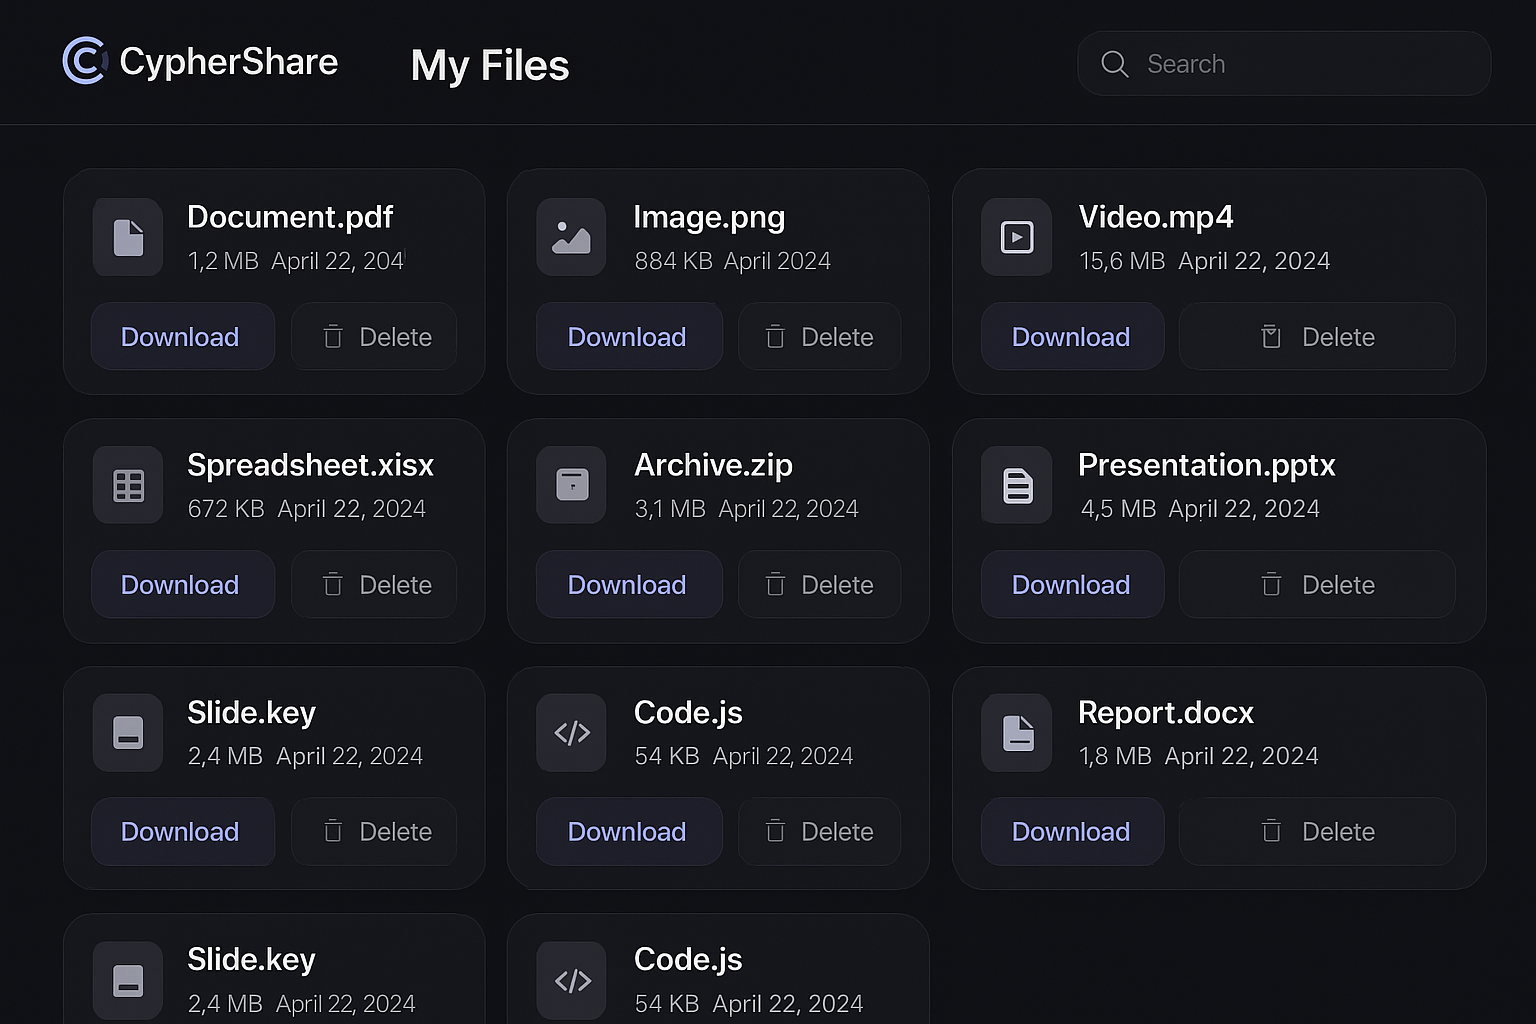 CypherShare
My Files
Search
Document.pdf
1,2 MB April 22, 204
Download
Delete
Image.png
884 KB April 2024
Download
Delete
Video.mp4
15,6 MB April 22, 2024
Download
Delete
Spreadsheet.xisx
672 KB April 22, 2024
Download
Delete
Archive.zip
3,1 MB April 22, 2024
Download
Delete
Presentation.pptx
4,5 MB April 22, 2024
Download
Delete
Slide.key
2,4 MB April 22, 2024
Download
Delete
Code.js
54 KB April 22, 2024
Download
Delete
Report.docx
1,8 MB April 22, 2024
Download
Delete
Slide.key
2,4 MB April 22, 2024
Code.js
54 KB April 22, 2024